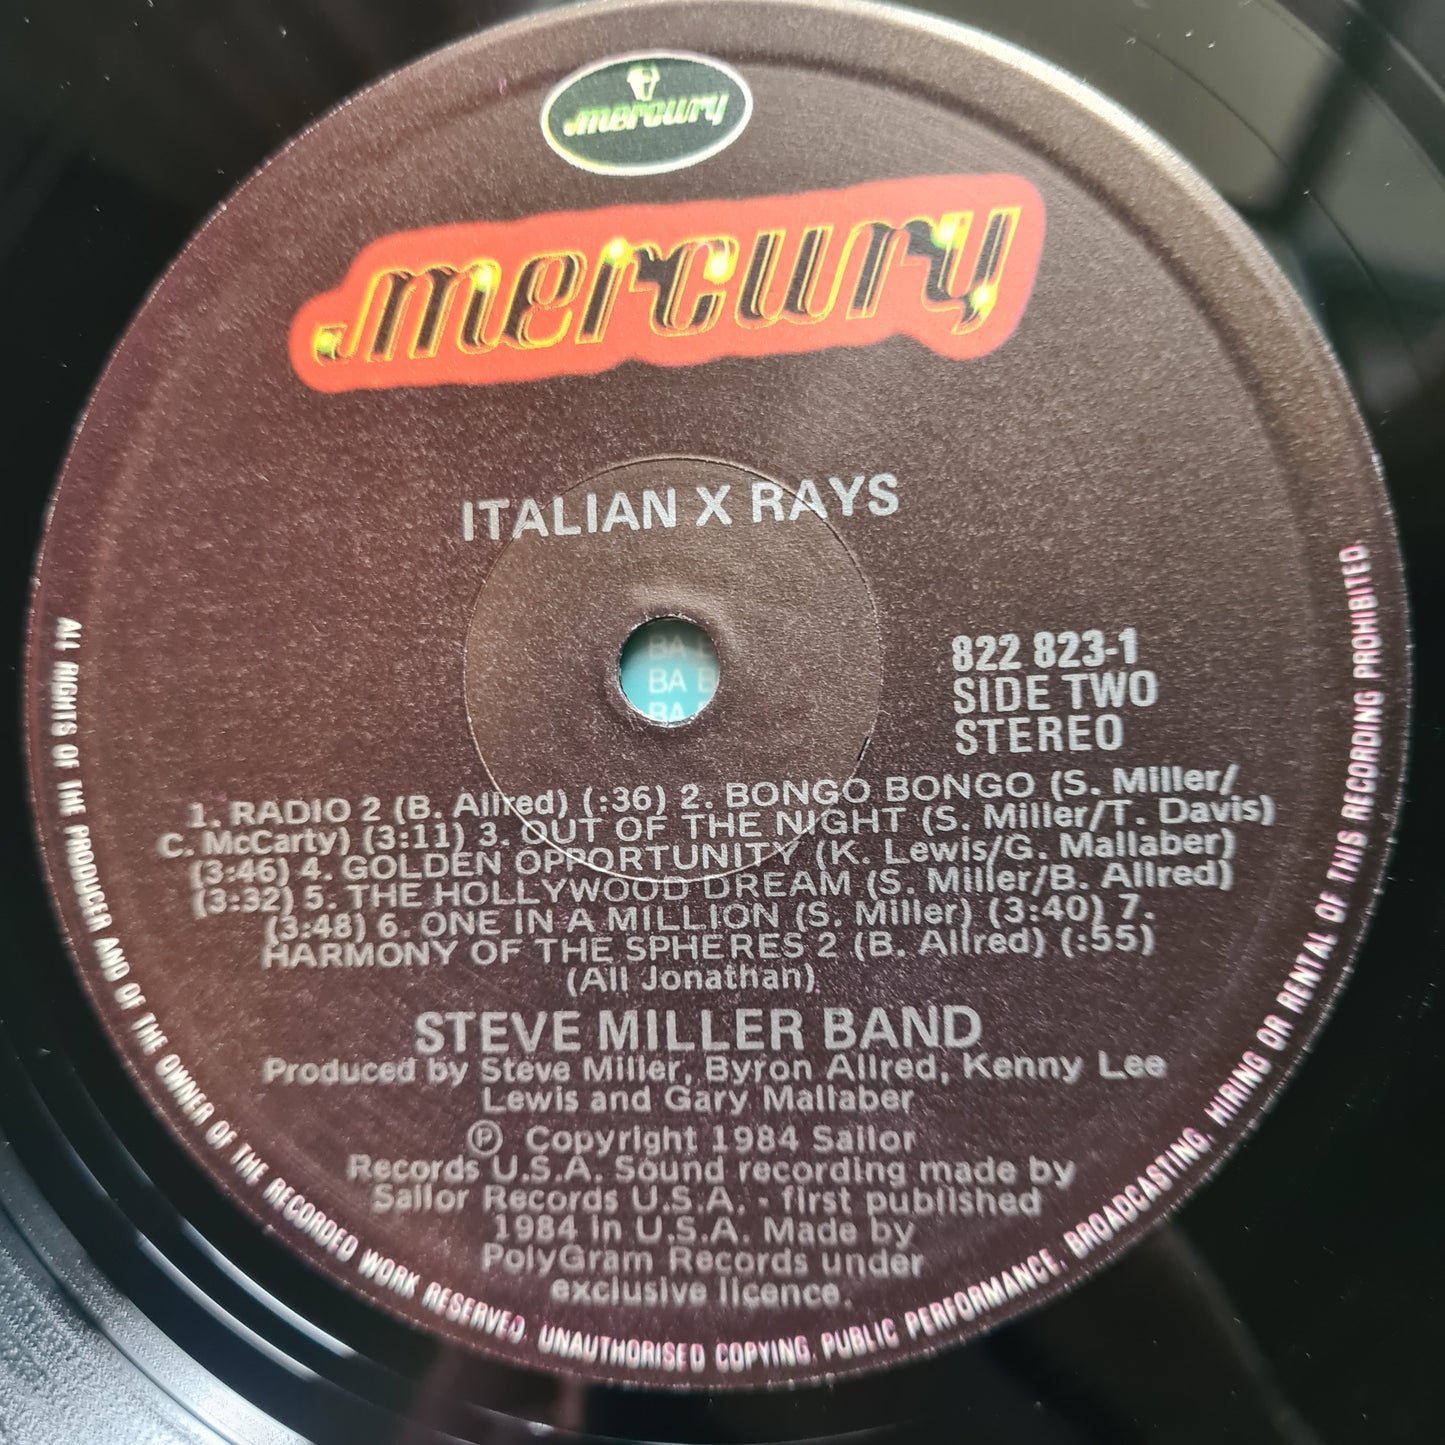 mercury
mercury
ITALIAN X RAYS
822 823-1
SIDE TWO
STEREO
1. RADIO 2 (B. Allred) (:36) 2. BONGO BONGO (S. Miller/
C. McCarty) (3:11) 3. OUT OF THE NIGHT (S. Miller/T. Davis)
(3:46) 4. GOLDEN OPPORTUNITY (K. Lewis/G. Mallaber)
(3:32) 5. THE HOLLYWOOD DREAM (S. Miller/B. Allred)
(3:48) 6. ONE IN A MILLION (S. Miller) (3:40) 7.
HARMONY OF THE SPHERES 2 (B. Allred) (:55)
(All Jonathan)
STEVE MILLER BAND
Produced by Steve Miller, Byron Allred, Kenny Lee
Lewis and Gary Mallaber
Ⓟ Copyright 1984 Sailor
Records U.S.A. Sound recording made by
Sailor Records U.S.A. - first published
1984 in U.S.A. Made by
PolyGram Records under
exclusive licence.
ALL RIGHTS OF THE PRODUCER AND OF THE OWNER OF THE RECORDED WORK RESERVED. UNAUTHORISED COPYING, PUBLIC PERFORMANCE, BROADCASTING, HIRING OR RENTAL OF THIS RECORDING PROHIBITED.
BA B
BA B
BA